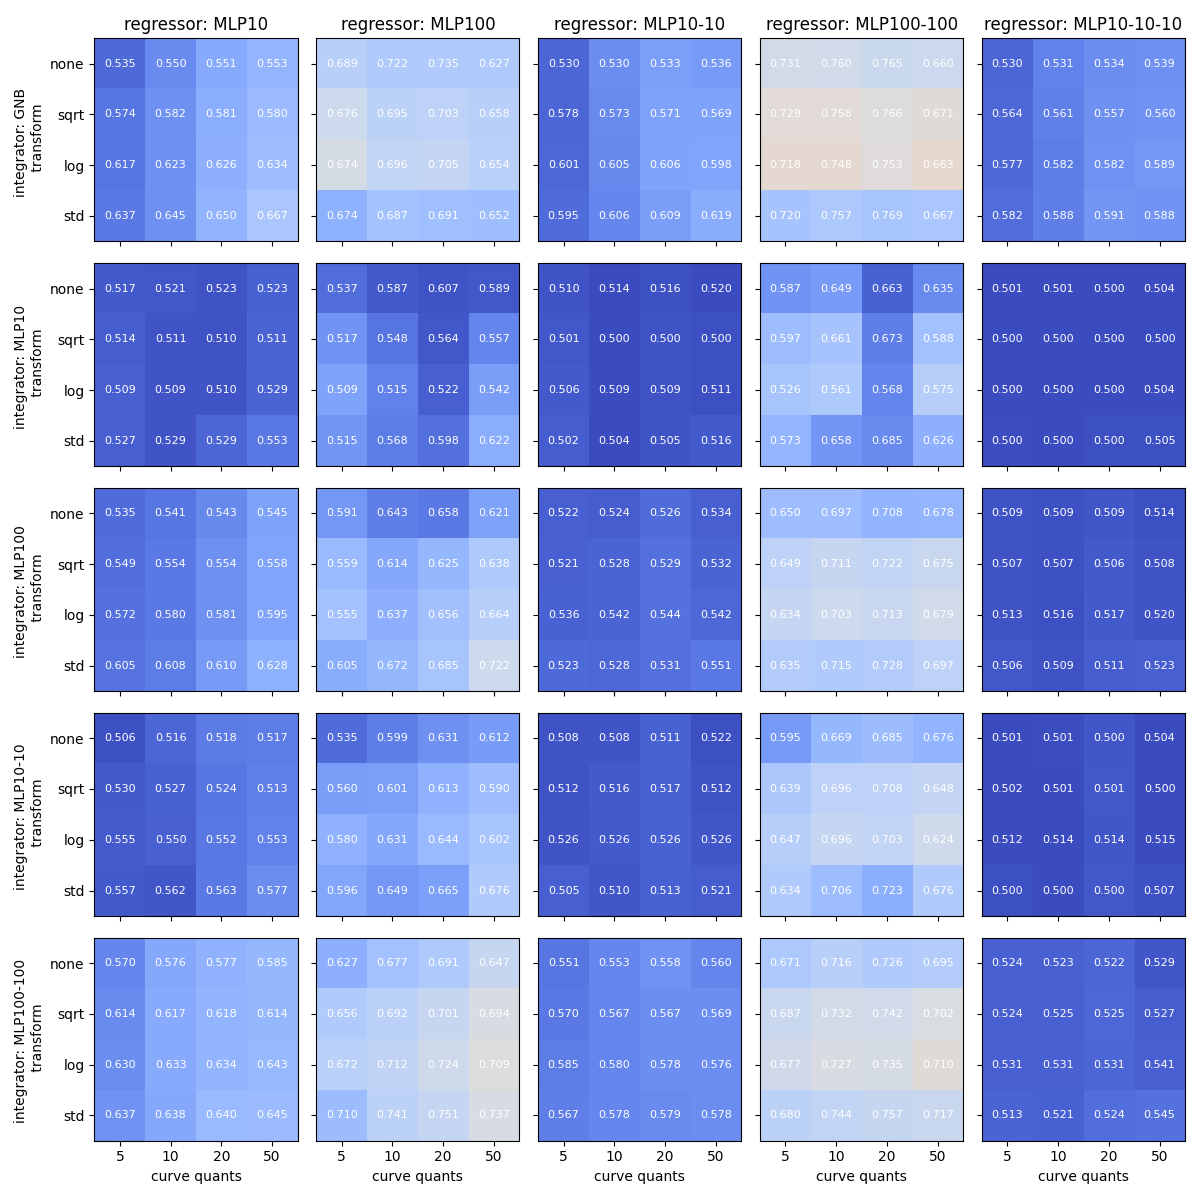 regressor: MLP10 regressor: MLP100 regressor: MLP10-10 regressor: MLP100-100 regressor: MLP10-10-10
integrator: GNB
transform
none 0.535 0.550 0.551 0.553 0.689 0.722 0.735 0.627 0.530 0.530 0.533 0.536 0.731 0.760 0.765 0.660 0.530 0.531 0.534 0.539
sqrt 0.574 0.582 0.581 0.580 0.676 0.695 0.703 0.658 0.578 0.573 0.571 0.569 0.729 0.758 0.766 0.671 0.564 0.561 0.557 0.560
log 0.617 0.623 0.626 0.634 0.674 0.696 0.705 0.654 0.601 0.605 0.606 0.598 0.718 0.748 0.753 0.663 0.577 0.582 0.582 0.589
std 0.637 0.645 0.650 0.667 0.674 0.687 0.691 0.652 0.595 0.606 0.609 0.619 0.720 0.757 0.769 0.667 0.582 0.588 0.591 0.588
integrator: MLP10
transform
none 0.517 0.521 0.523 0.523 0.537 0.587 0.607 0.589 0.510 0.514 0.516 0.520 0.587 0.649 0.663 0.635 0.501 0.501 0.500 0.504
sqrt 0.514 0.511 0.510 0.511 0.517 0.548 0.564 0.557 0.501 0.500 0.500 0.500 0.597 0.661 0.673 0.588 0.500 0.500 0.500 0.500
log 0.509 0.509 0.510 0.529 0.509 0.515 0.522 0.542 0.506 0.509 0.509 0.511 0.526 0.561 0.568 0.575 0.500 0.500 0.500 0.504
std 0.527 0.529 0.529 0.553 0.515 0.568 0.598 0.622 0.502 0.504 0.505 0.516 0.573 0.658 0.685 0.626 0.500 0.500 0.500 0.505
integrator: MLP100
transform
none 0.535 0.541 0.543 0.545 0.591 0.643 0.658 0.621 0.522 0.524 0.526 0.534 0.650 0.697 0.708 0.678 0.509 0.509 0.509 0.514
sqrt 0.549 0.554 0.554 0.558 0.559 0.614 0.625 0.638 0.521 0.528 0.529 0.532 0.649 0.711 0.722 0.675 0.507 0.507 0.506 0.508
log 0.572 0.580 0.581 0.595 0.555 0.637 0.656 0.664 0.536 0.542 0.544 0.542 0.634 0.703 0.713 0.679 0.513 0.516 0.517 0.520
std 0.605 0.608 0.610 0.628 0.605 0.672 0.685 0.722 0.523 0.528 0.531 0.551 0.635 0.715 0.728 0.697 0.506 0.509 0.511 0.523
integrator: MLP10-10
transform
none 0.506 0.516 0.518 0.517 0.535 0.599 0.631 0.612 0.508 0.508 0.511 0.522 0.595 0.669 0.685 0.676 0.501 0.501 0.500 0.504
sqrt 0.530 0.527 0.524 0.513 0.560 0.601 0.613 0.590 0.512 0.516 0.517 0.512 0.639 0.696 0.708 0.648 0.502 0.501 0.501 0.500
log 0.555 0.550 0.552 0.553 0.580 0.631 0.644 0.602 0.526 0.526 0.526 0.526 0.647 0.696 0.703 0.624 0.512 0.514 0.514 0.515
std 0.557 0.562 0.563 0.577 0.596 0.649 0.665 0.676 0.505 0.510 0.513 0.521 0.634 0.706 0.723 0.676 0.500 0.500 0.500 0.507
integrator: MLP100-100
transform
none 0.570 0.576 0.577 0.585 0.627 0.677 0.691 0.647 0.551 0.553 0.558 0.560 0.671 0.716 0.726 0.695 0.524 0.523 0.522 0.529
sqrt 0.614 0.617 0.618 0.614 0.656 0.692 0.701 0.694 0.570 0.567 0.567 0.569 0.687 0.732 0.742 0.702 0.524 0.525 0.525 0.527
log 0.630 0.633 0.634 0.643 0.672 0.712 0.724 0.709 0.585 0.580 0.578 0.576 0.677 0.727 0.735 0.710 0.531 0.531 0.531 0.541
std 0.637 0.638 0.640 0.645 0.710 0.741 0.751 0.737 0.567 0.578 0.579 0.578 0.680 0.744 0.757 0.717 0.513 0.521 0.524 0.545
5 10 20 50 5 10 20 50 5 10 20 50 5 10 20 50 5 10 20 50
curve quants curve quants curve quants curve quants curve quants